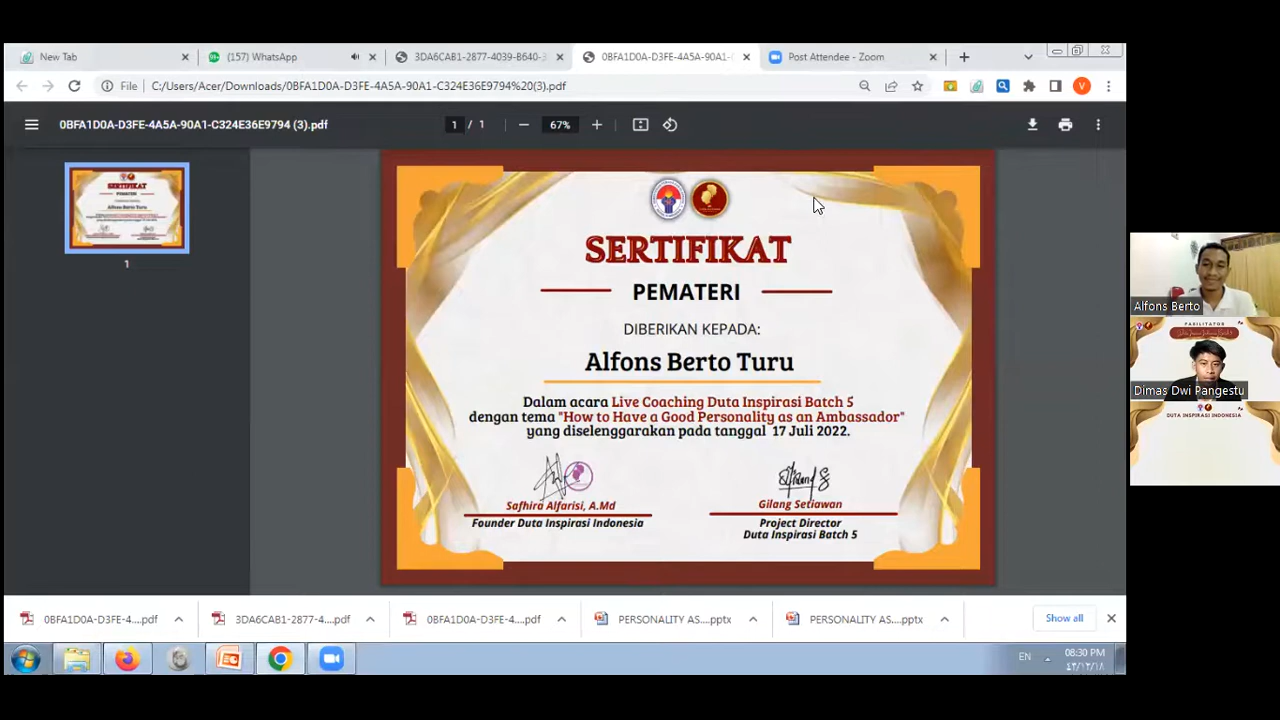 New Tab
(157) WhatsApp
3DA6CAB1-2877-4039-B640-3
0BFA1D0A-D3FE-4A5A-90A1-C
Post Attendee - Zoom
File
C:/Users/Acer/Downloads/0BFA1D0A-D3FE-4A5A-90A1-C324E36E9794%20(3).pdf
V
0BFA1D0A-D3FE-4A5A-90A1-C324E36E9794 (3).pdf
1 / 1
67%
1
SERTIFIKAT
PEMATERI
DIBERIKAN KEPADA:
Alfons Berto Turu
Dalam acara Live Coaching Duta Inspirasi Batch 5
dengan tema "How to Have a Good Personality as an Ambassador"
yang diselenggarakan pada tanggal 17 Juli 2022.
Safhira Alfarisi, A.Md
Founder Duta Inspirasi Indonesia
Gilang Setiawan
Project Director
Duta Inspirasi Batch 5
Alfons Berto
FASILITATOR
Dimas Dwi Pangestu
DUTA INSPIRASI INDONESIA
0BFA1D0A-D3FE-4....pdf
3DA6CAB1-2877-4....pdf
0BFA1D0A-D3FE-4....pdf
PERSONALITY AS....pptx
PERSONALITY AS....pptx
Show all
EN
08:30 PM
٤٣/١٢/١٨